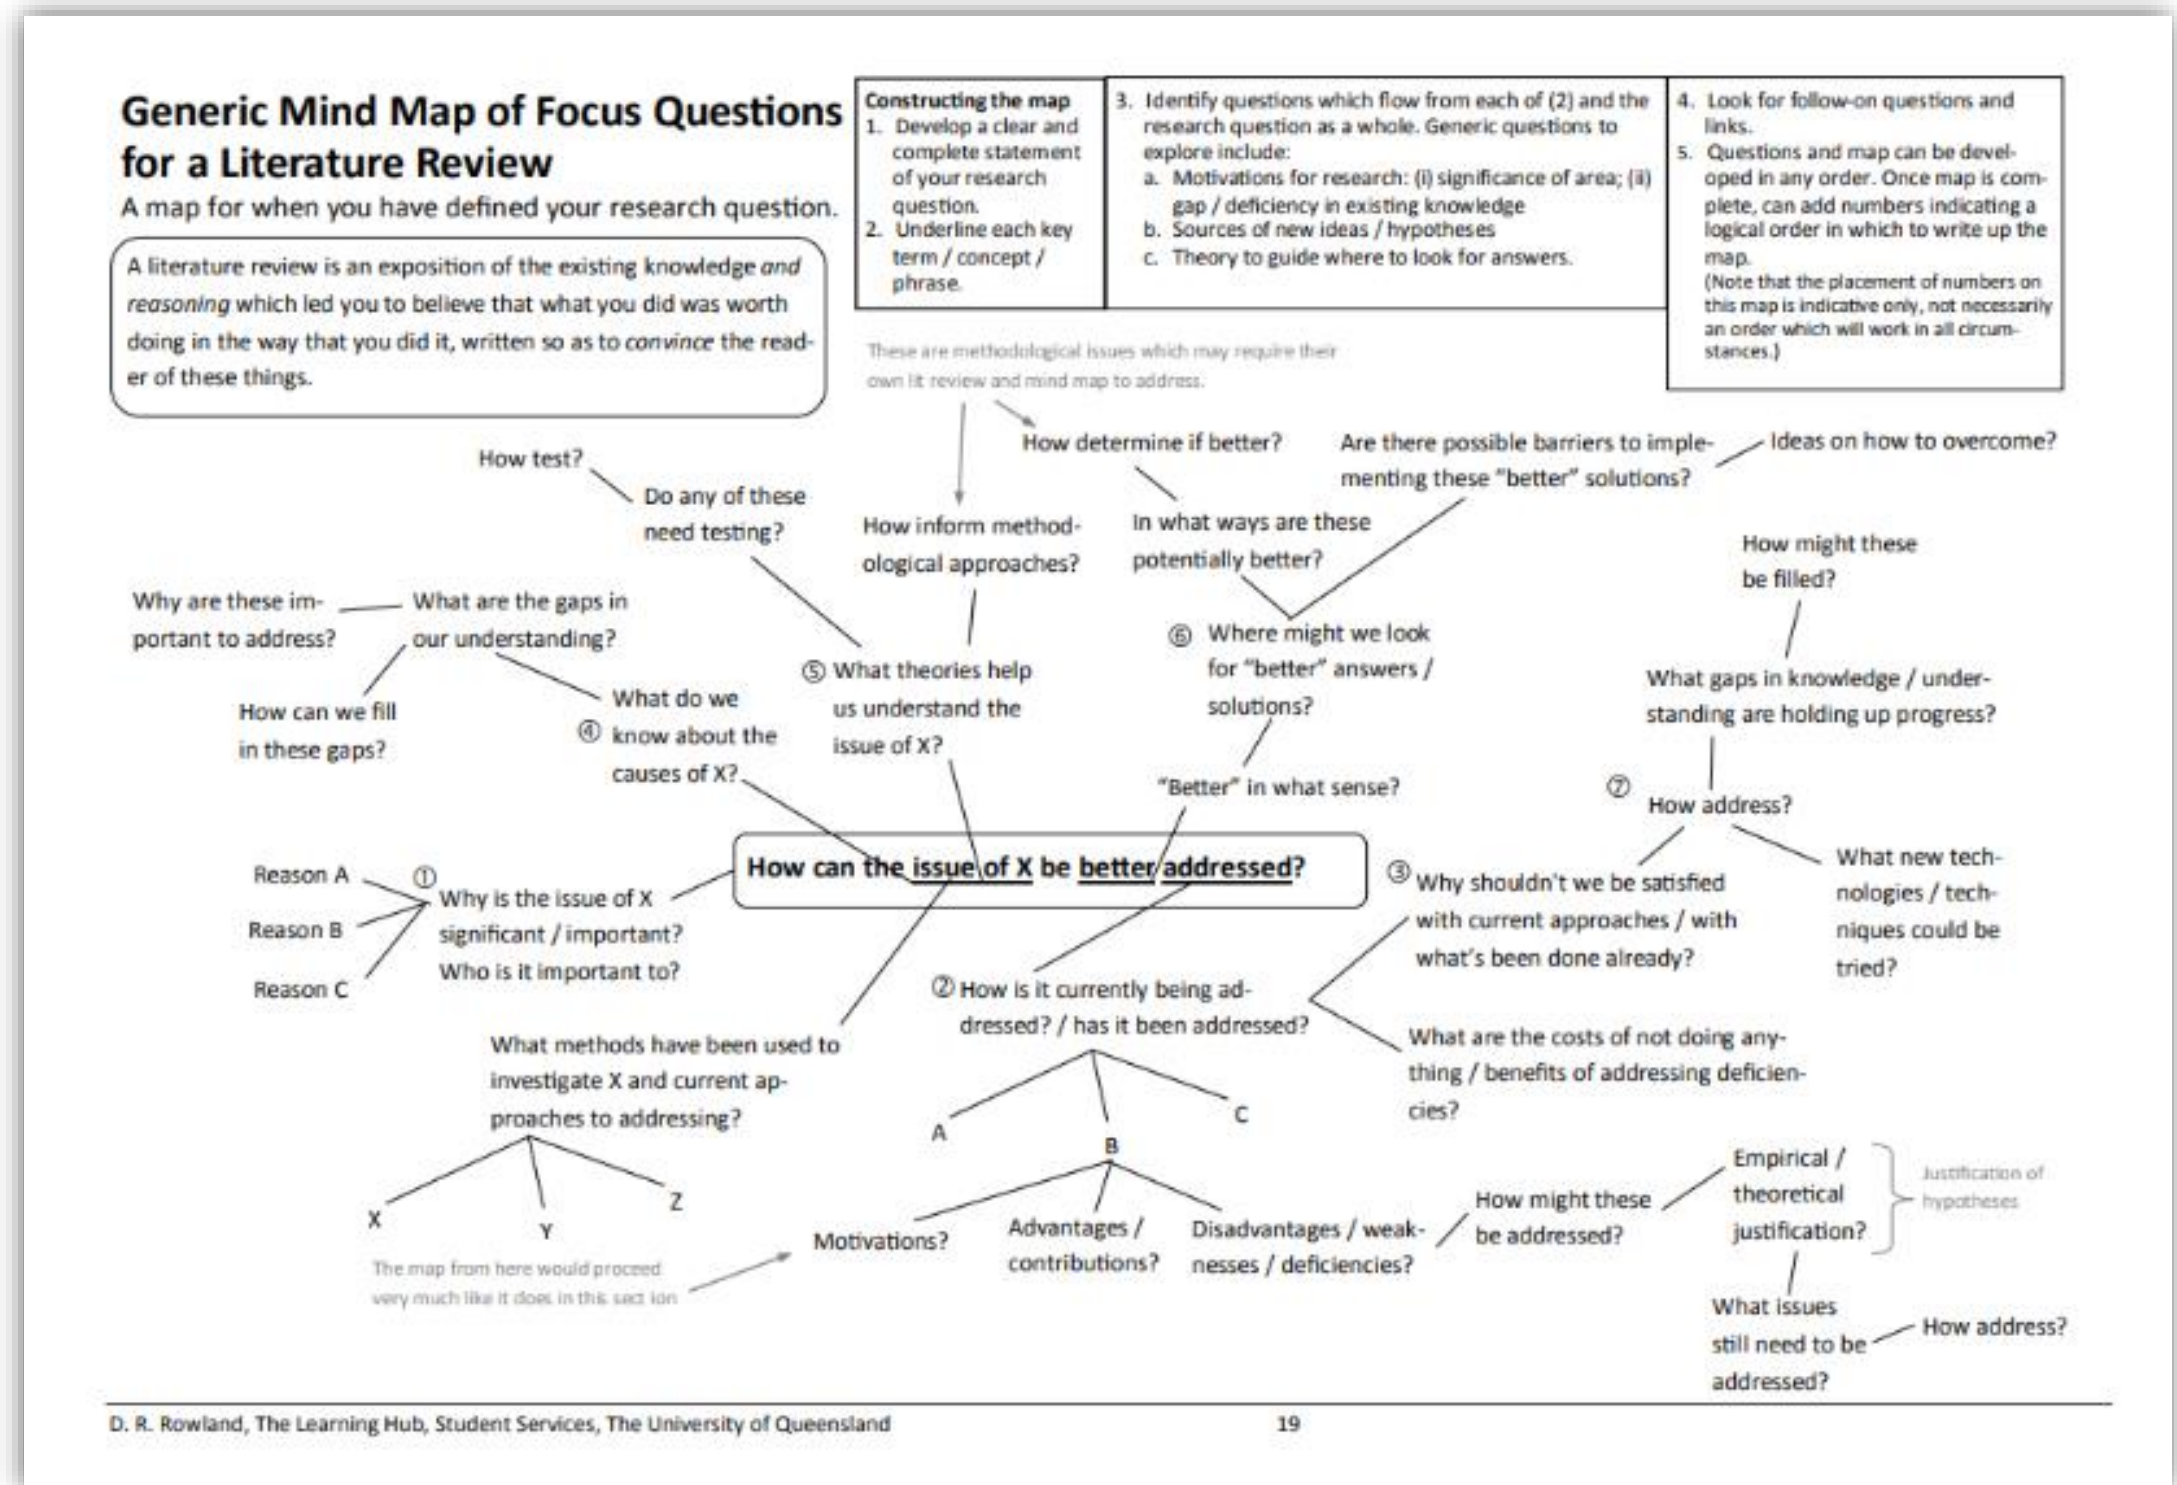 Generic Mind Map of Focus Questions
for a Literature Review
A map for when you have defined your research question.
A literature review is an exposition of the existing knowledge and
reasoning which led you to believe that what you did was worth
doing in the way that you did it, written so as to convince the read-
er of these things.
Constructing the map
1. Develop a clear and
complete statement
of your research
question.
2. Underline each key
term / concept /
phrase.
3. Identify questions which flow from each of (2) and the
research question as a whole. Generic questions to
explore include:
a. Motivations for research: (i) significance of area; (ii)
gap / deficiency in existing knowledge
b. Sources of new ideas / hypotheses
c. Theory to guide where to look for answers.
4. Look for follow-on questions and
links.
5. Questions and map can be devel-
oped in any order. Once map is com-
plete, can add numbers indicating a
logical order in which to write up the
map.
(Note that the placement of numbers on
this map is indicative only, not necessarily
an order which will work in all circum-
stances.)
These are methodological issues which may require their
own lit review and mind map to address.
How test?
Do any of these
need testing?
How inform method-
ological approaches?
How determine if better?
In what ways are these
potentially better?
Are there possible barriers to imple-
menting these "better" solutions?
Ideas on how to overcome?
How might these
be filled?
Why are these im-
portant to address?
What are the gaps in
our understanding?
How can we fill
in these gaps?
What do we
④ know about the
causes of X?
⑤ What theories help
us understand the
issue of X?
⑥ Where might we look
for "better" answers /
solutions?
"Better" in what sense?
What gaps in knowledge / under-
standing are holding up progress?
⑦ How address?
What new tech-
nologies / tech-
niques could be
tried?
How can the issue of X be better addressed?
Reason A
Reason B
Reason C
① Why is the issue of X
significant / important?
Who is it important to?
③ Why shouldn't we be satisfied
with current approaches / with
what's been done already?
② How is it currently being ad-
dressed? / has it been addressed?
What are the costs of not doing any-
thing / benefits of addressing deficien-
cies?
What methods have been used to
investigate X and current ap-
proaches to addressing?
X
Y
Z
The map from here would proceed
very much like it does in this sect ion
A
B
C
Motivations?
Advantages /
contributions?
Disadvantages / weak-
nesses / deficiencies?
How might these
be addressed?
Empirical /
theoretical
justification?
Justification of
hypotheses
What issues
still need to be
addressed?
How address?
D. R. Rowland, The Learning Hub, Student Services, The University of Queensland
19